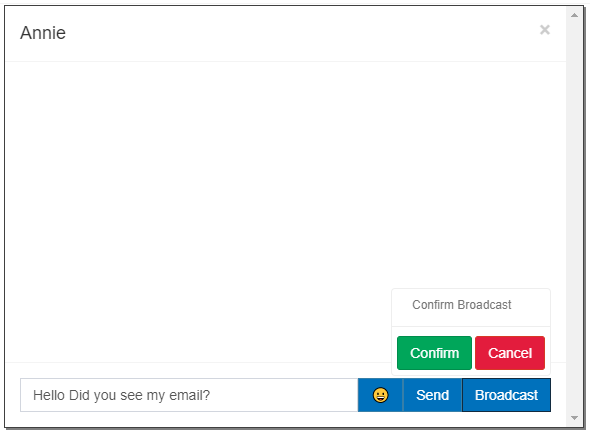 Annie
×
Confirm Broadcast
Confirm Cancel
Hello Did you see my email? Send Broadcast